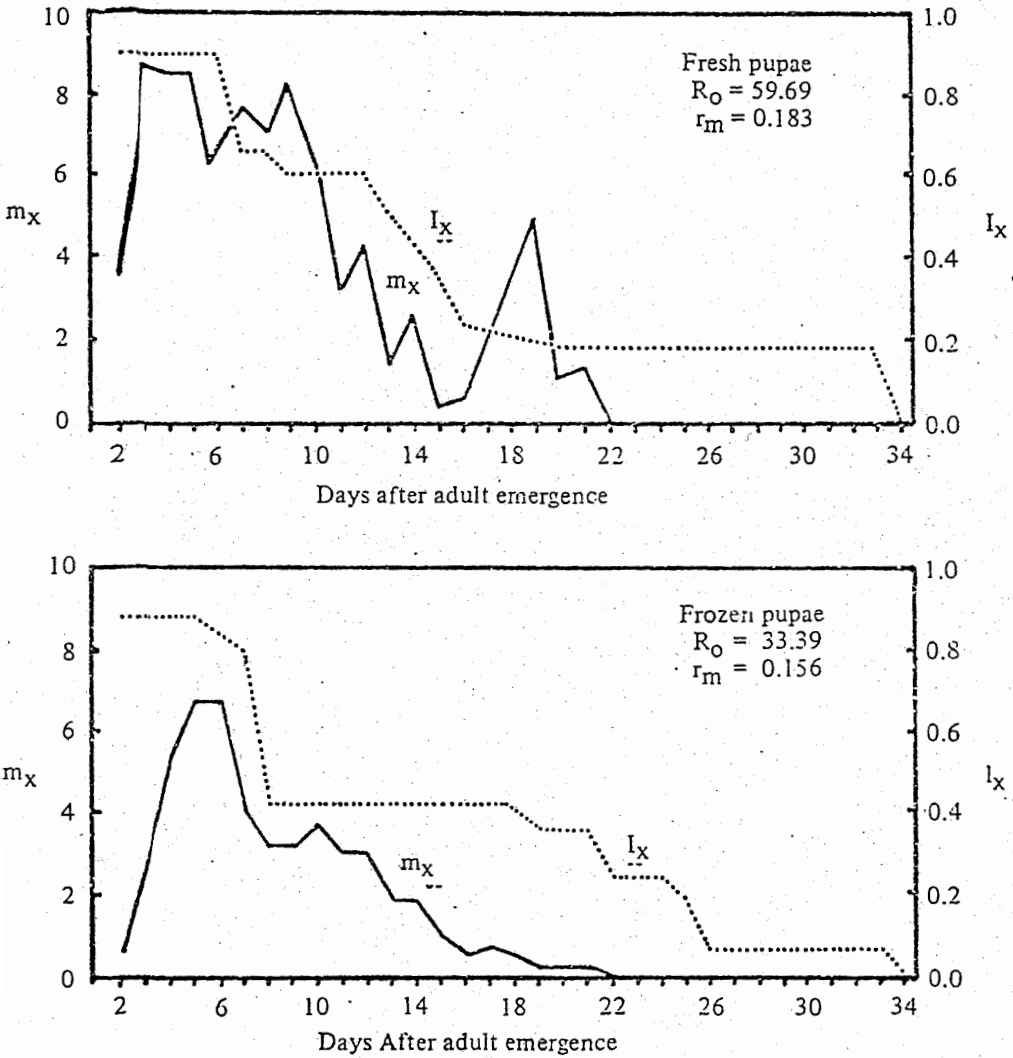 10
1.0
Fresh pupae
Ro = 59.69
rm = 0.183
8
0.8
6
0.6
mx
Ix
Ix
4
mx
0.4
2
0.2
0
0.0
2 6 10 14 18 22 26 30 34
Days after adult emergence
10
1.0
Frozen pupae
Ro = 33.39
rm = 0.156
8
0.8
6
0.6
mx
lx
4
0.4
mx
Ix
2
0.2
0
0.0
2 6 10 14 18 22 26 30 34
Days After adult emergence